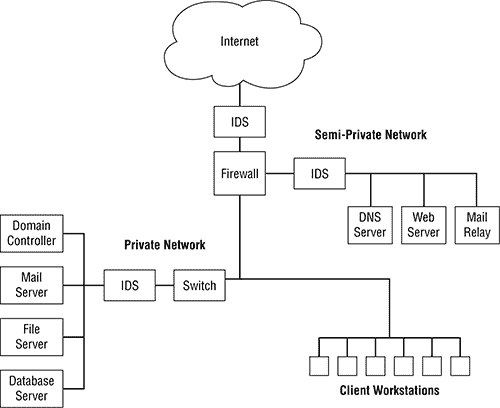 Internet
IDS
Semi-Private Network
Firewall
IDS
DNS
Server
Web
Server
Mail
Relay
Domain
Controller
Private Network
Mail
Server
IDS
Switch
File
Server
Database
Server
Client Workstations